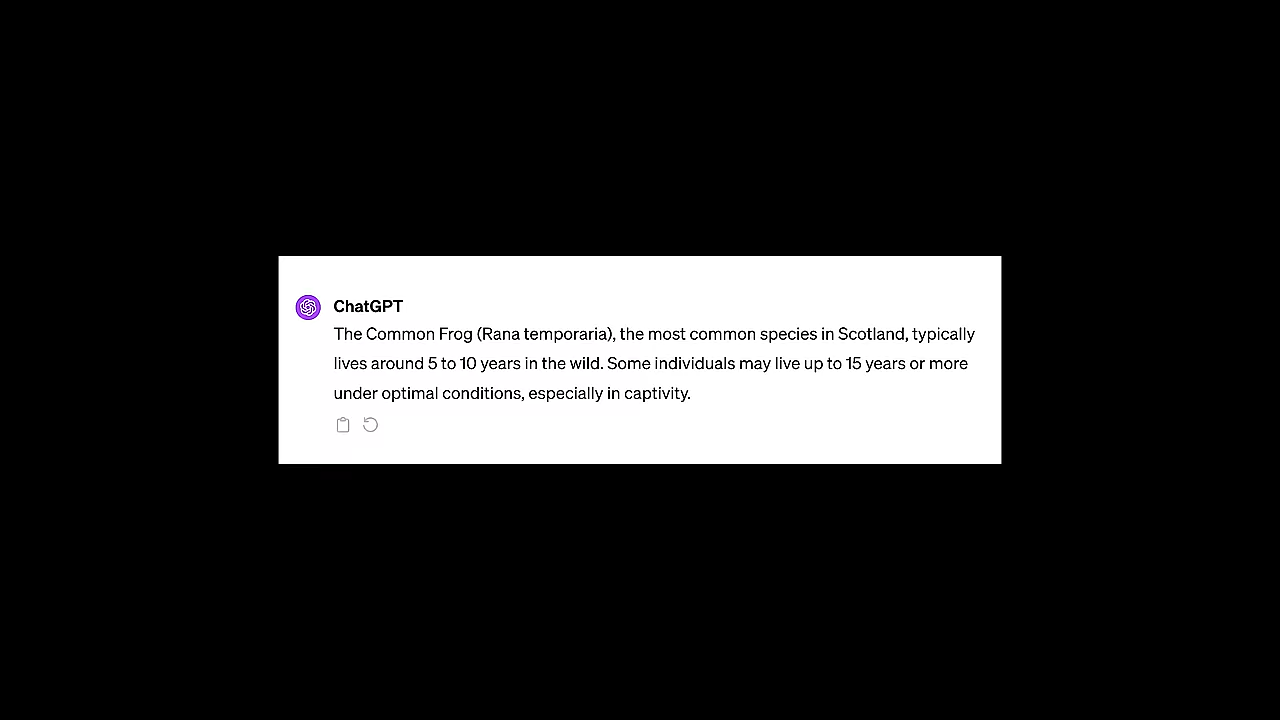 ChatGPT
The Common Frog (Rana temporaria), the most common species in Scotland, typically
lives around 5 to 10 years in the wild. Some individuals may live up to 15 years or more
under optimal conditions, especially in captivity.